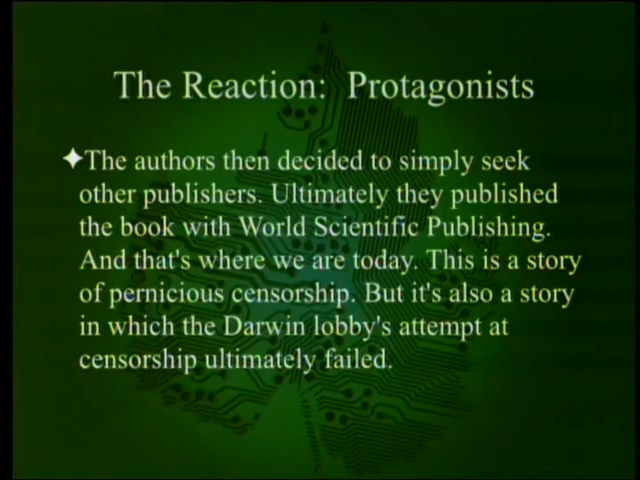 The Reaction: Protagonists
✦The authors then decided to simply seek
other publishers. Ultimately they published
the book with World Scientific Publishing.
And that's where we are today. This is a story
of pernicious censorship. But it's also a story
in which the Darwin lobby's attempt at
censorship ultimately failed.